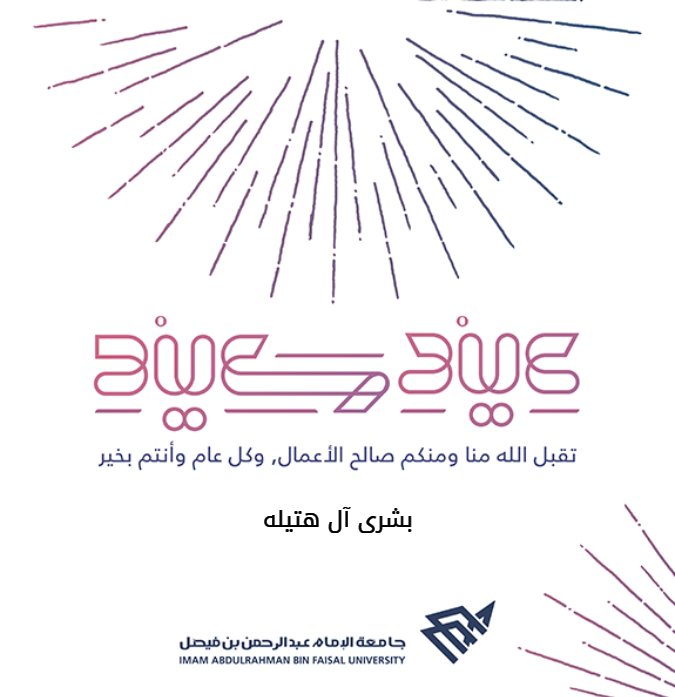 عيد سعيد
تقبل الله منا ومنكم صالح الأعمال, وكل عام وأنتم بخير
بشرى آل هتيله
جامعة الإمام عبدالرحمن بن فيصل
IMAM ABDULRAHMAN BIN FAISAL UNIVERSITY